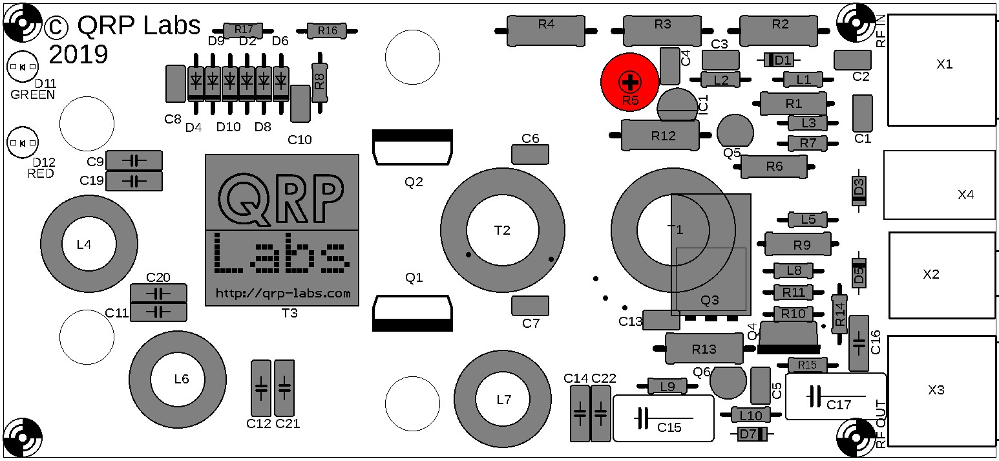 © QRP Labs
2019
R17
R16
R4
R3
R2
RF IN
D9
D2
D6
D11
GREEN
R8
R5
C4
C3
D1
L2
L1
C2
X1
IC1
R1
C8
D4
D10
D8
C10
L3
C1
R12
Q5
R7
C6
D12
RED
C9
C19
Q2
R6
D3
X4
QRP
Labs
http://qrp-labs.com
T3
L4
T2
T1
L5
R9
L8
D5
X2
C20
C11
Q1
C7
Q3
C13
R11
R10
R14
Q4
C16
R13
R15
L6
C12
C21
L7
C14
C22
Q6
L9
C5
C15
L10
D7
C17
X3
RF OUT